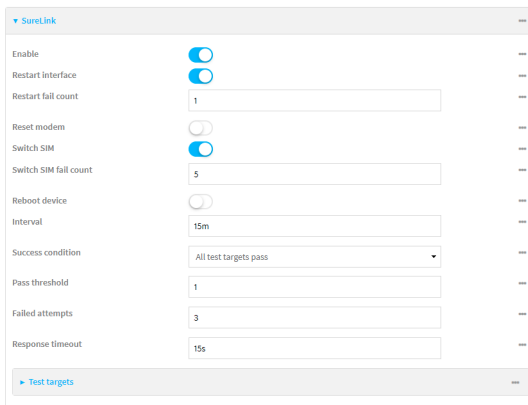 SureLink
Enable
Restart interface
Restart fail count
1
Reset modem
Switch SIM
Switch SIM fail count
5
Reboot device
Interval
15m
Success condition
All test targets pass
Pass threshold
1
Failed attempts
3
Response timeout
15s
Test targets